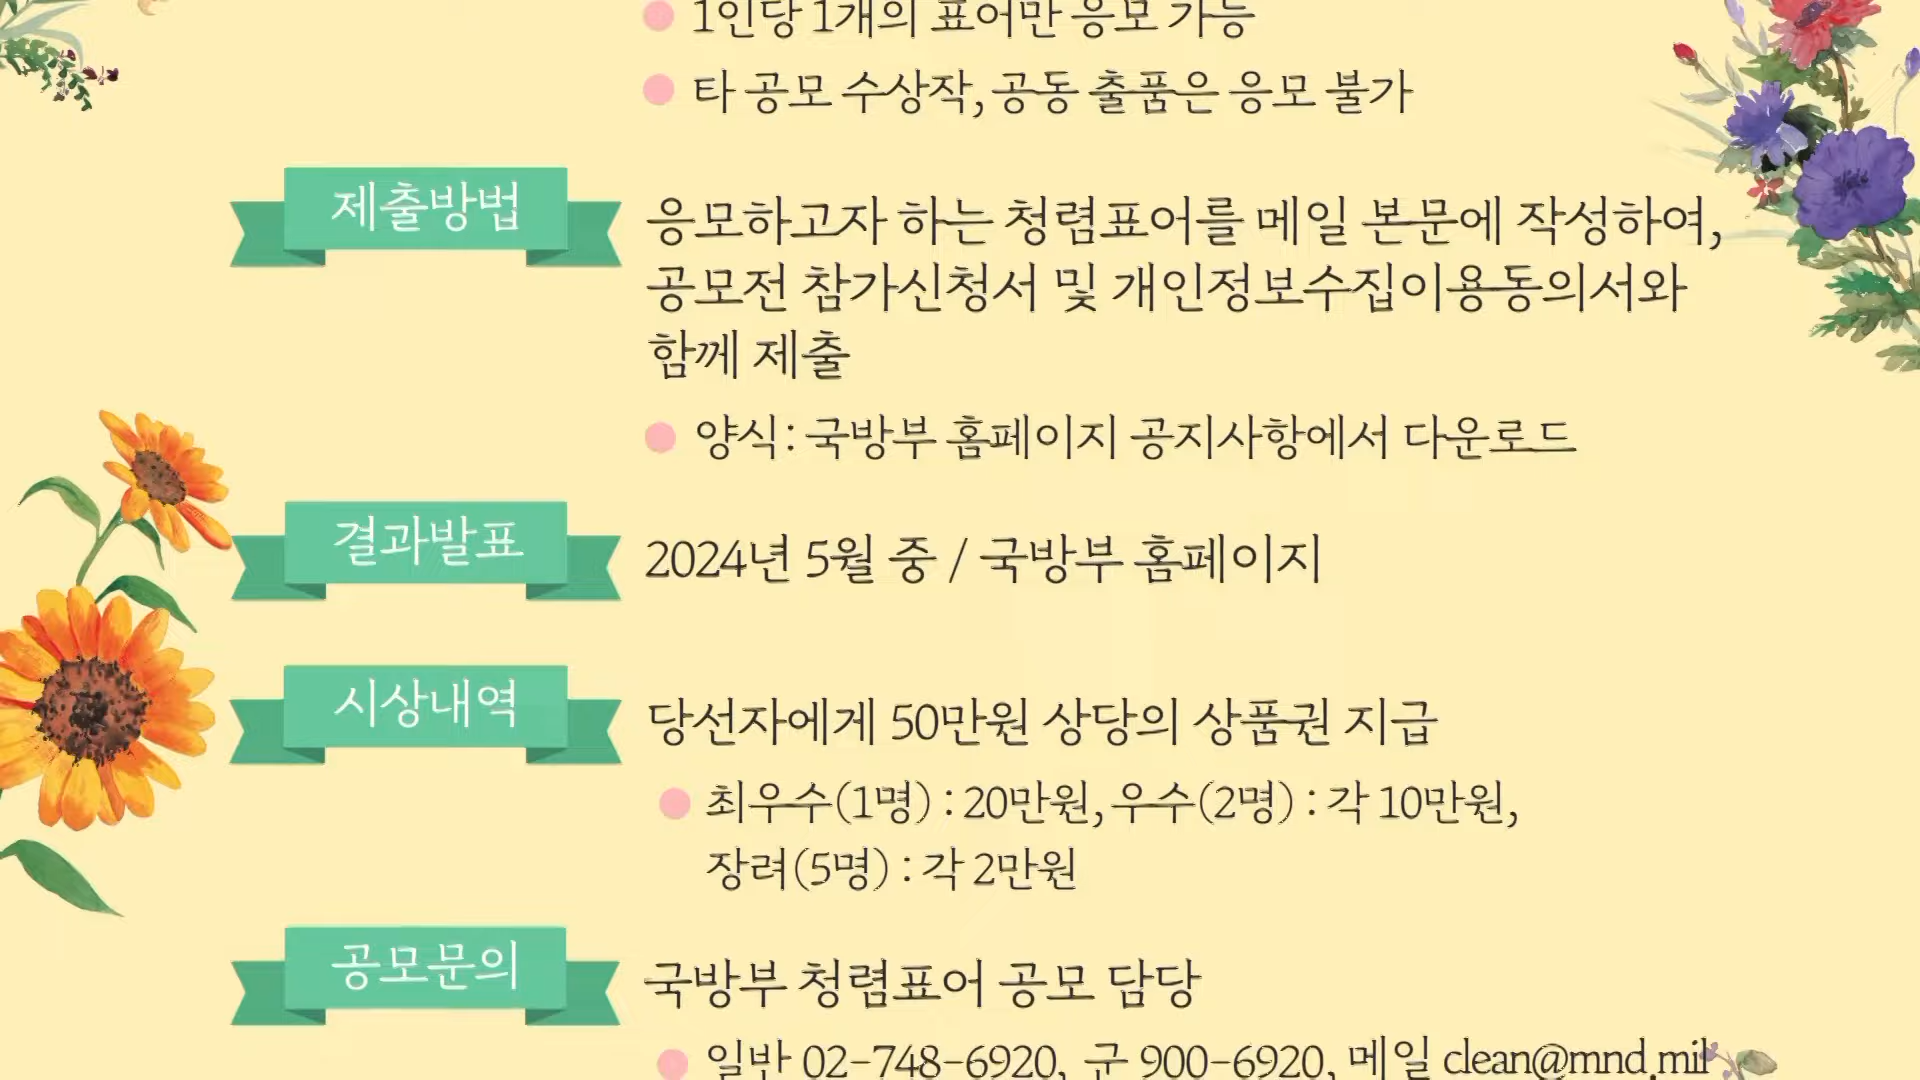 1인당 1개의 표어만 응모 가능
타 공모 수상작, 공동 출품은 응모 불가
제출방법
응모하고자 하는 청렴표어를 메일 본문에 작성하여,
공모전 참가신청서 및 개인정보수집이용동의서와
함께 제출
양식: 국방부 홈페이지 공지사항에서 다운로드
결과발표
2024년 5월 중 / 국방부 홈페이지
시상내역
당선자에게 50만원 상당의 상품권 지급
최우수(1명) : 20만원, 우수(2명) : 각 10만원,
장려(5명) : 각 2만원
공모문의
국방부 청렴표어 공모 담당
일반 02-748-6920, 군 900-6920, 메일 clean@mnd.mil